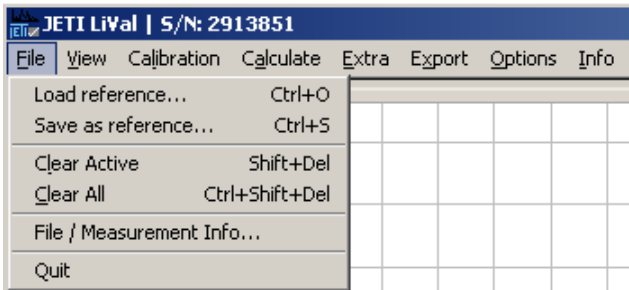 JETI JETI LiVal | S/N: 2913851
File View Calibration Calculate Extra Export Options Info
Load reference... Ctrl+O
Save as reference... Ctrl+S
Clear Active Shift+Del
Clear All Ctrl+Shift+Del
File / Measurement Info...
Quit